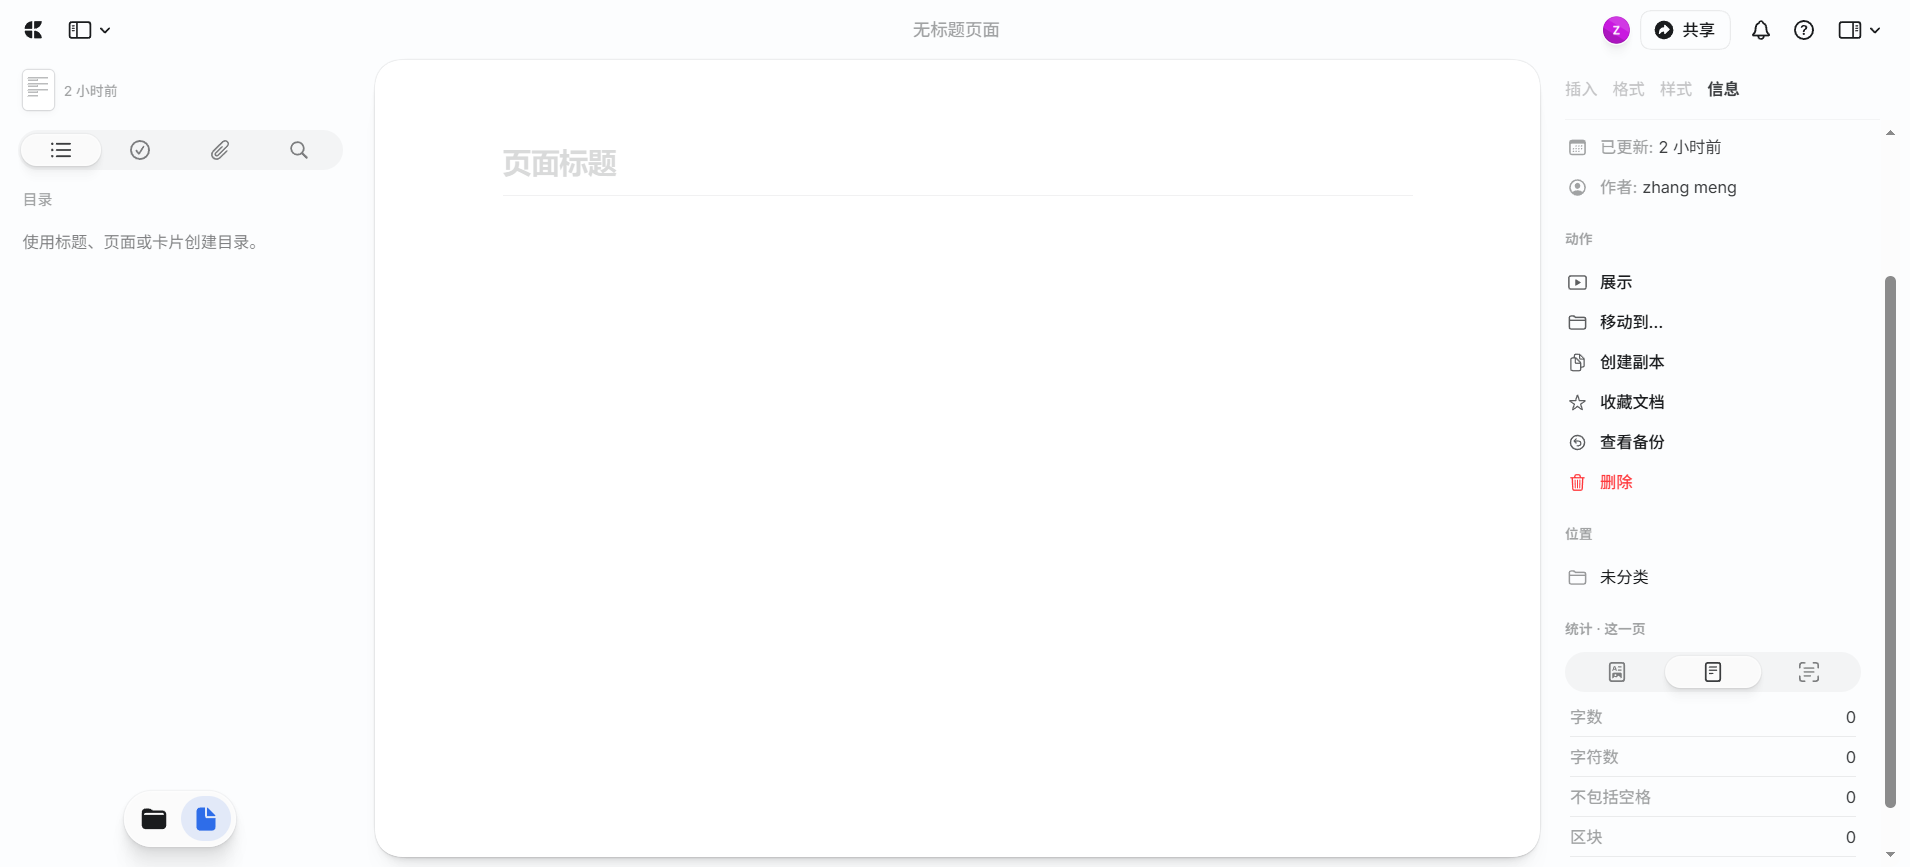 无标题页面
Z
共享
2 小时前
目录
使用标题、页面或卡片创建目录。
页面标题
插入 格式 样式 信息
已更新: 2 小时前
作者: zhang meng
动作
展示
移动到...
创建副本
收藏文档
查看备份
删除
位置
未分类
统计 · 这一页
字数 0
字符数 0
不包括空格 0
区块 0